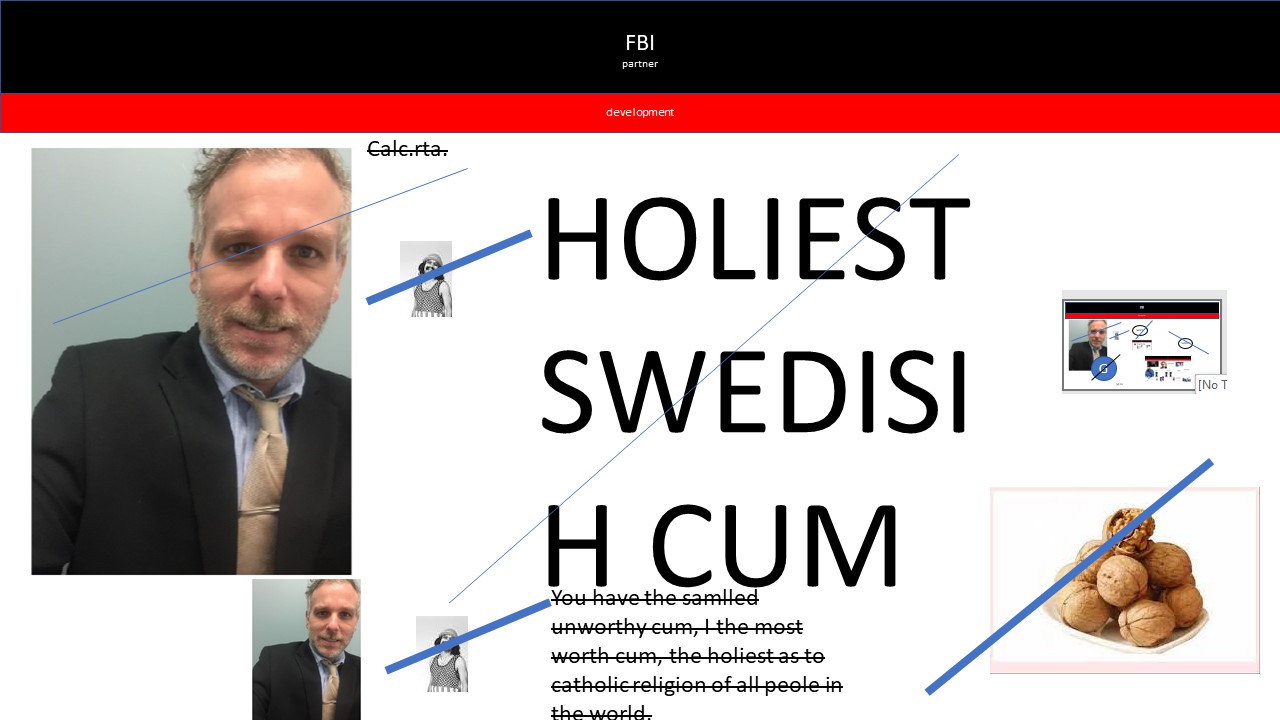 FBI
partner
development
Calc.rta.
HOLIEST
SWEDISI
H CUM
You have the samlled
unworthy cum, I the most
worth cum, the holiest as to
catholic religion of all peole in
the world.
[No T